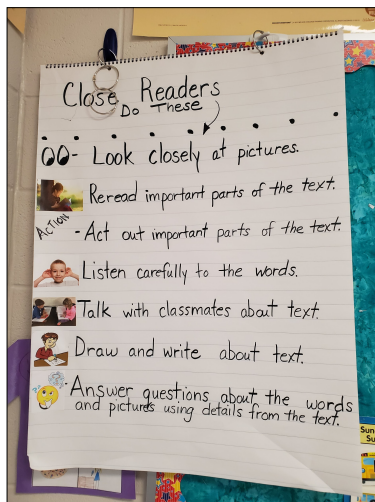 Close Readers
Do These
- Look closely at pictures.
Reread important parts of the text.
ACTION - Act out important parts of the text.
Listen carefully to the words.
Talk with classmates about text.
Draw and write about text.
Answer questions about the words
and pictures using details from the text.
Sun
Su